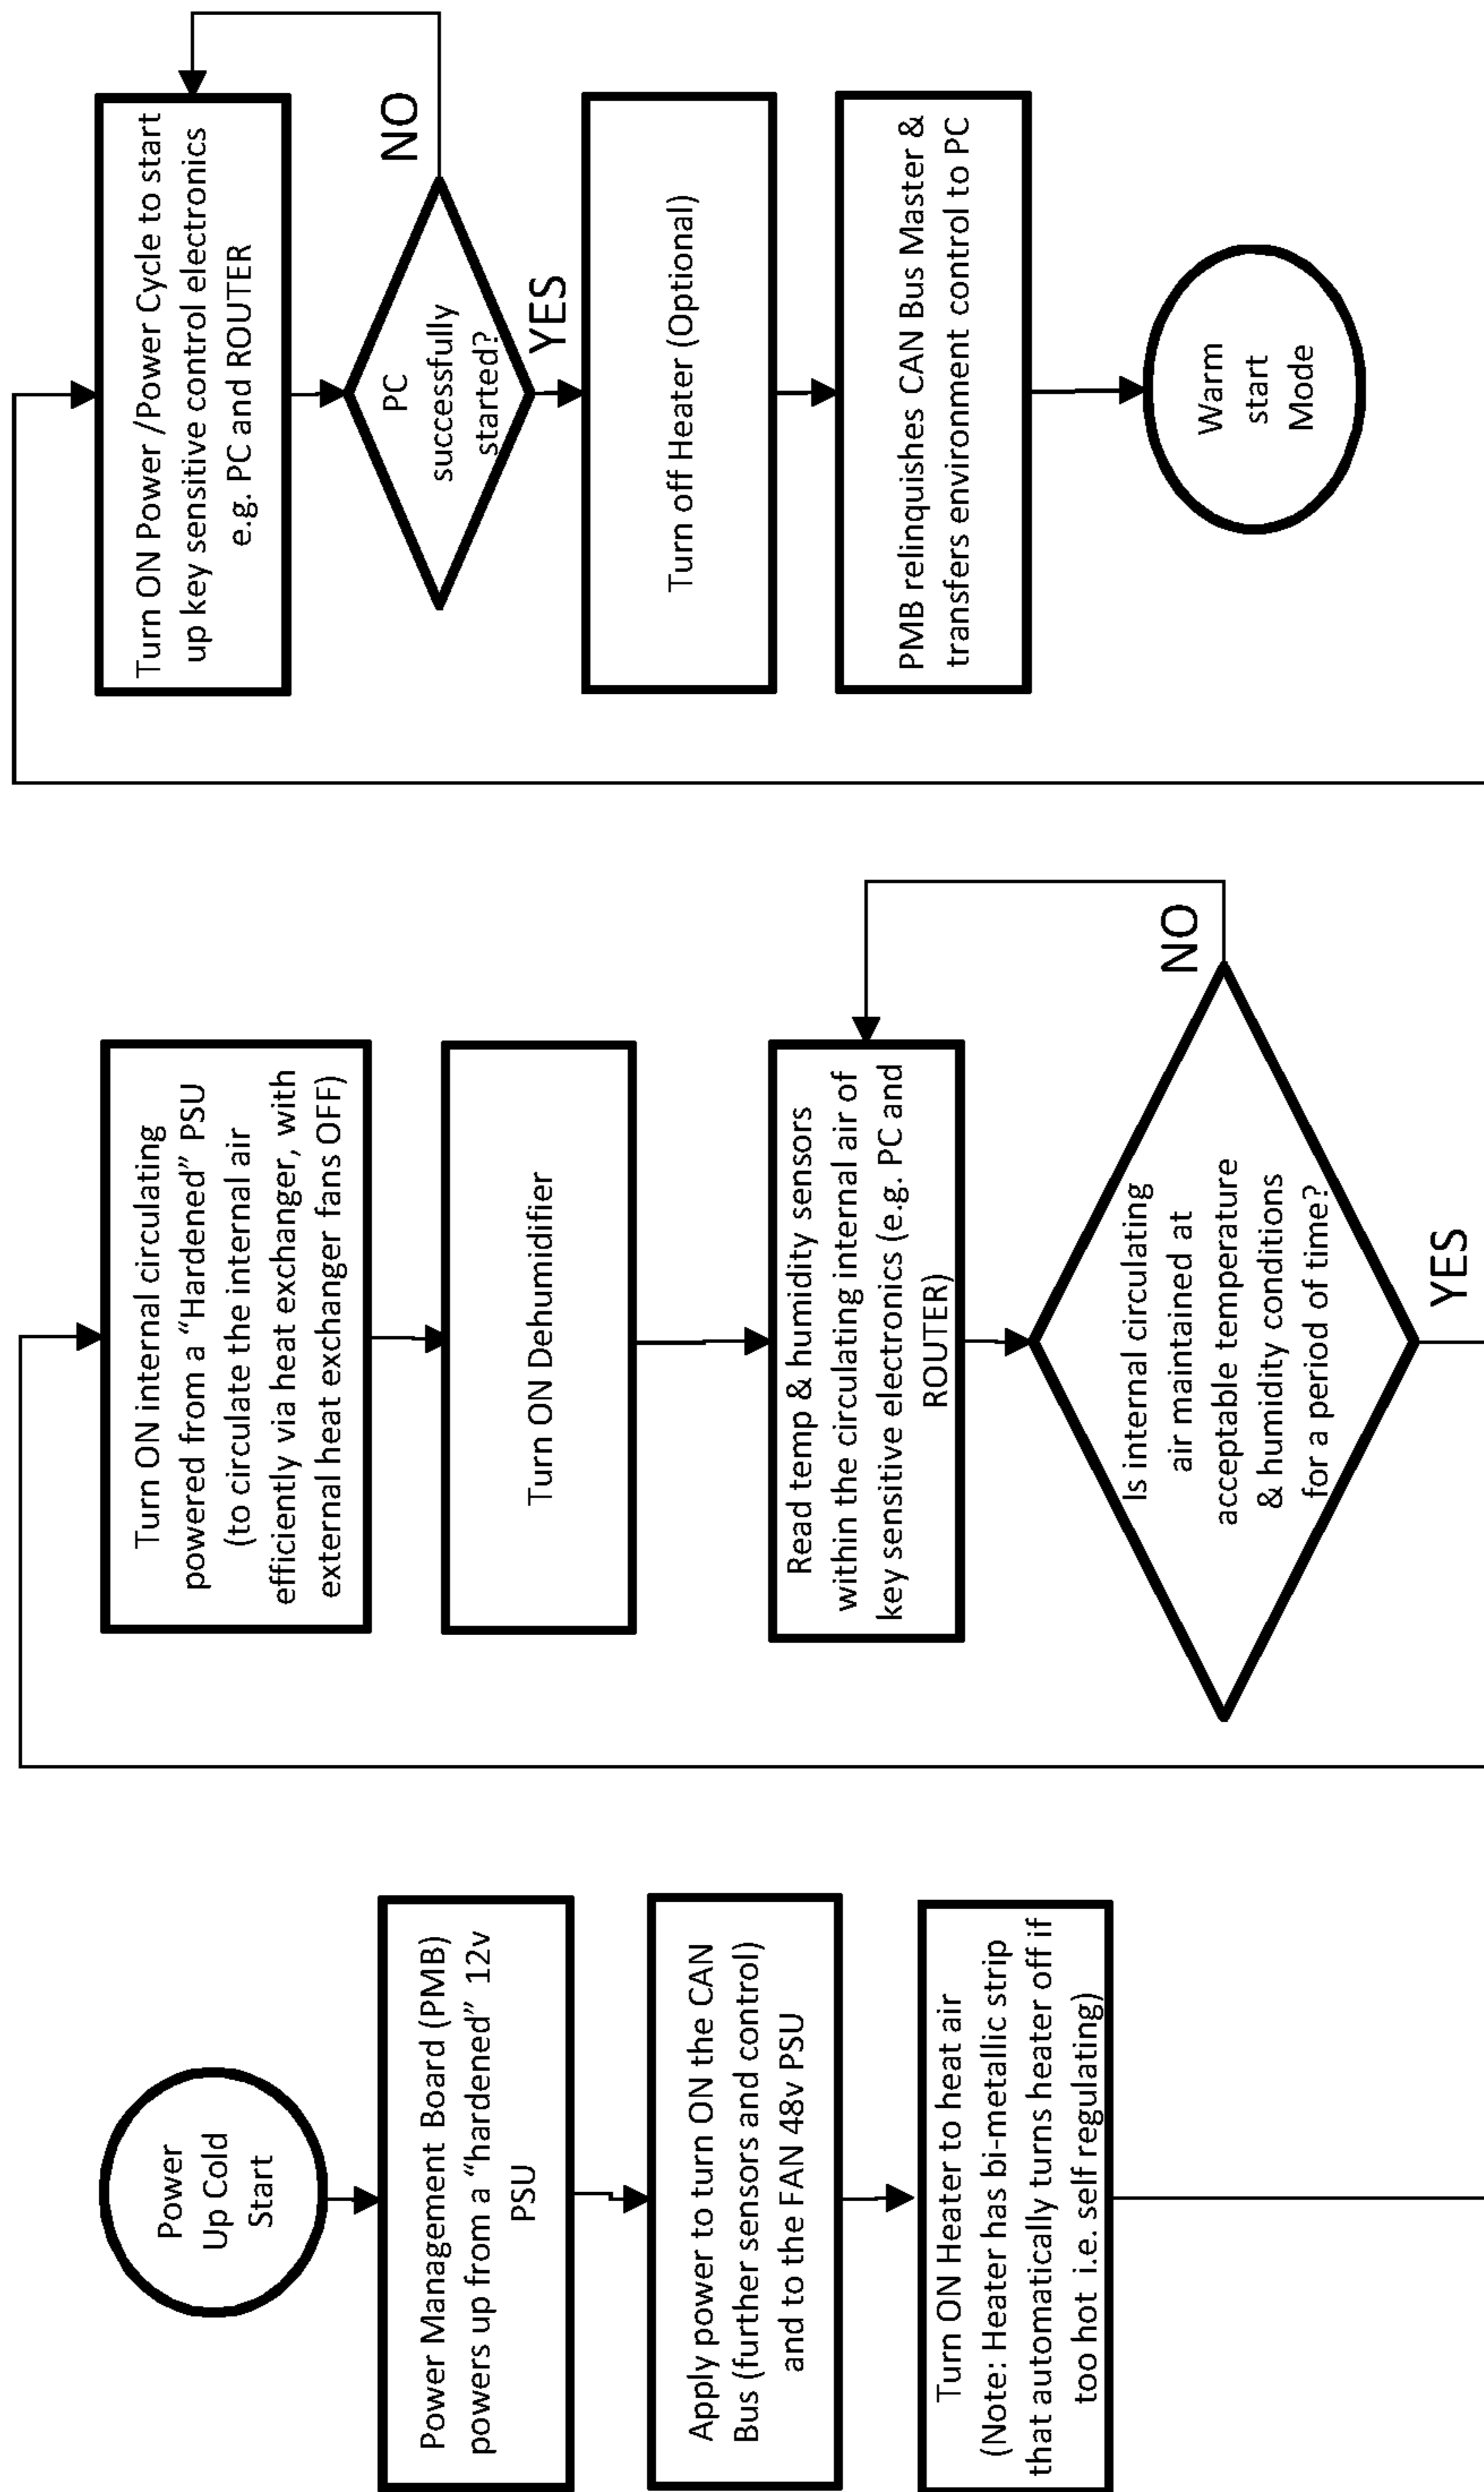 Power
Up Cold
Start
Power Management Board (PMB)
powers up from a “hardened” 12v
PSU
Apply power to turn ON the CAN
Bus (further sensors and control)
and to the FAN 48v PSU
Turn ON Heater to heat air
(Note: Heater has bi-metallic strip
that automatically turns heater off if
too hot i.e. self regulating)
Turn ON internal circulating
powered from a “Hardened” PSU
(to circulate the internal air
efficiently via heat exchanger, with
external heat exchanger fans OFF)
Turn ON Dehumidifier
Read temp & humidity sensors
within the circulating internal air of
key sensitive electronics (e.g. PC and
ROUTER)
Is internal circulating
air maintained at
acceptable temperature
& humidity conditions
for a period of time?
NO
YES
Turn ON Power /Power Cycle to start
up key sensitive control electronics
e.g. PC and ROUTER
PC
successfully
started?
NO
YES
Turn off Heater (Optional)
PMB relinquishes CAN Bus Master &
transfers environment control to PC
Warm
start
Mode